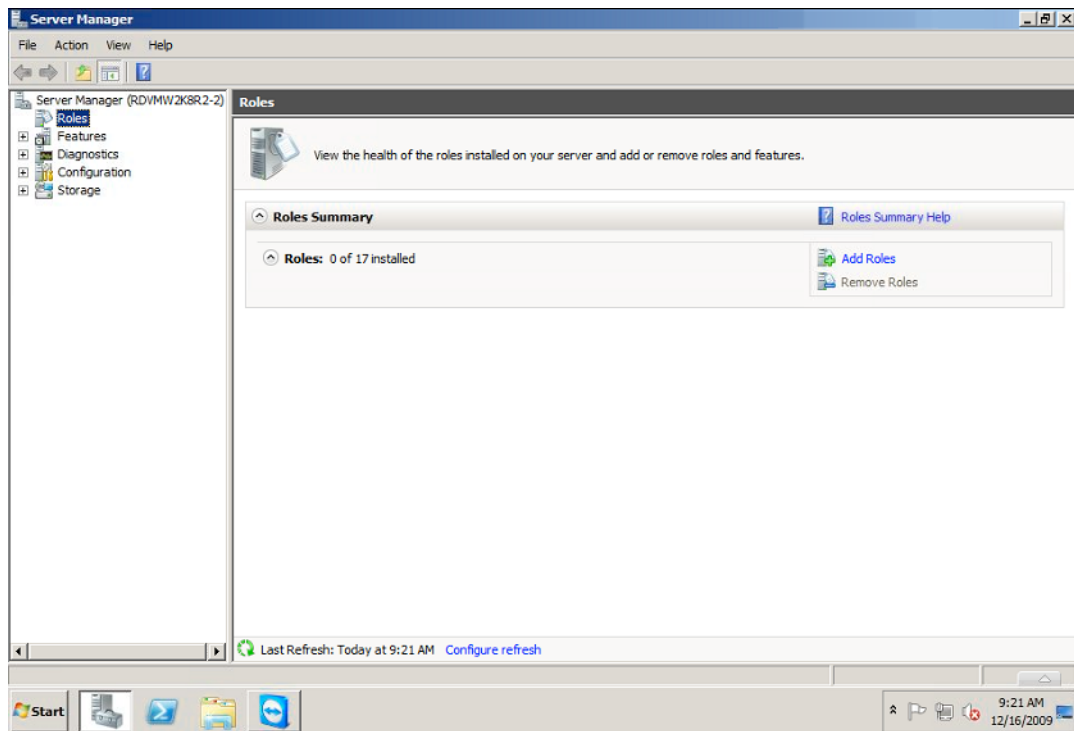 Server Manager
File Action View Help
Server Manager (RDVMW2K8R2-2)
Roles
Features
Diagnostics
Configuration
Storage
Roles
View the health of the roles installed on your server and add or remove roles and features.
Roles Summary
Roles Summary Help
Roles: 0 of 17 installed
Add Roles
Remove Roles
Last Refresh: Today at 9:21 AM Configure refresh
Start
9:21 AM
12/16/2009